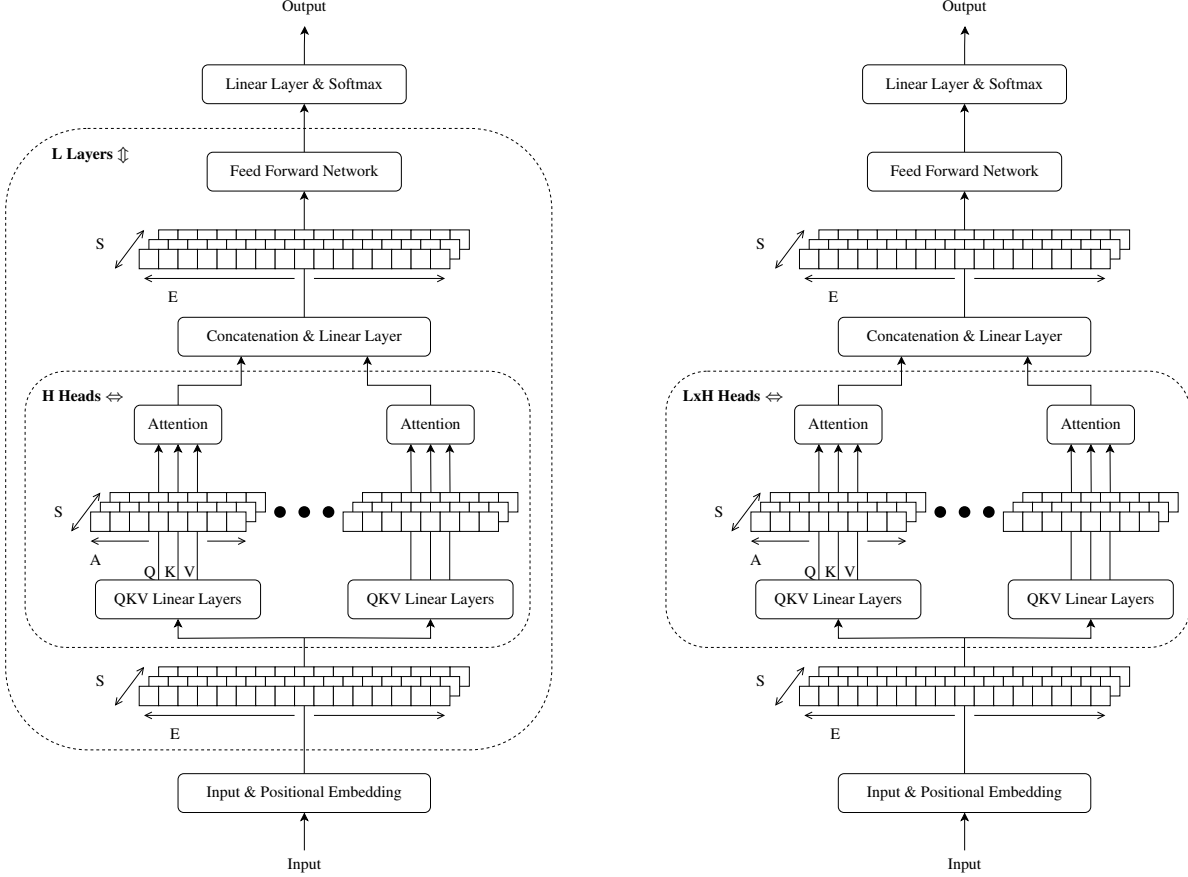 Output
Linear Layer & Softmax
L Layers ⇕
Feed Forward Network
S
E
Concatenation & Linear Layer
H Heads ⇔
Attention
Attention
S
A
Q K V
QKV Linear Layers
QKV Linear Layers
S
E
Input & Positional Embedding
Input
Output
Linear Layer & Softmax
Feed Forward Network
S
E
Concatenation & Linear Layer
LxH Heads ⇔
Attention
Attention
S
A
Q K V
QKV Linear Layers
QKV Linear Layers
S
E
Input & Positional Embedding
Input